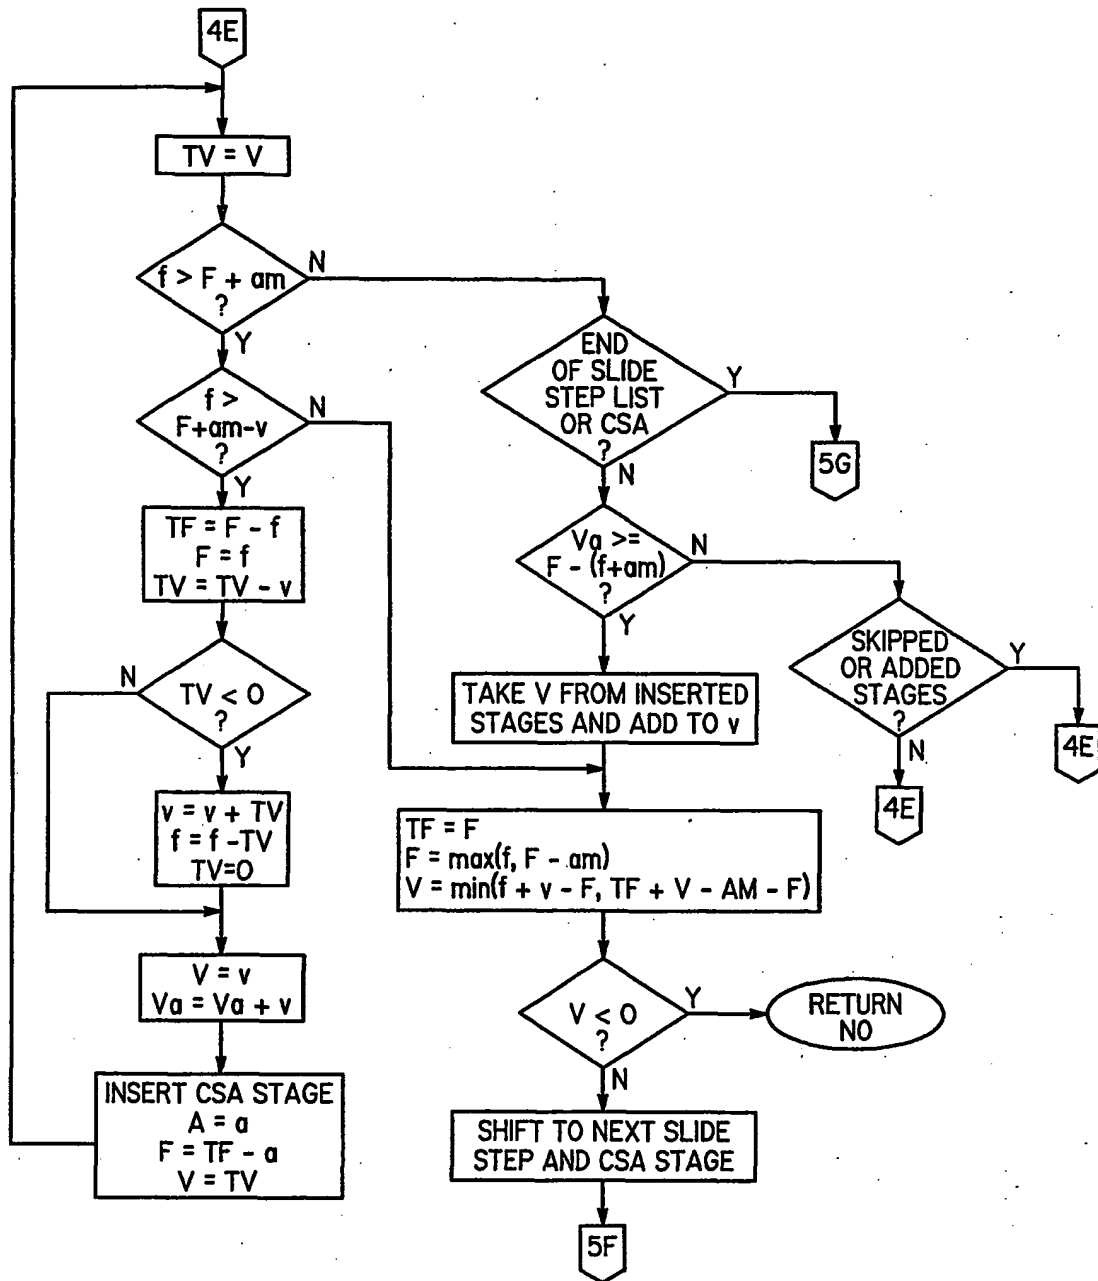 4E
TV = V
f > F + am
?
N
Y
f >
F+am-v
?
N
Y
TF = F - f
F = f
TV = TV - v
TV < 0
?
N
Y
v = v + TV
f = f -TV
TV=0
V = v
Va = Va + v
INSERT CSA STAGE
A = a
F = TF - a
V = TV
END
OF SLIDE
STEP LIST
OR CSA
?
Y
5G
N
Va >=
F - (f+am)
?
N
Y
SKIPPED
OR ADDED
STAGES
?
Y
4E
N
4E
TAKE V FROM INSERTED
STAGES AND ADD TO v
TF = F
F = max(f, F - am)
V = min(f + v - F, TF + V - AM - F)
V < 0
?
Y
RETURN
NO
N
SHIFT TO NEXT SLIDE
STEP AND CSA STAGE
5F